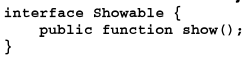 interface Showable {
    public function show();
}